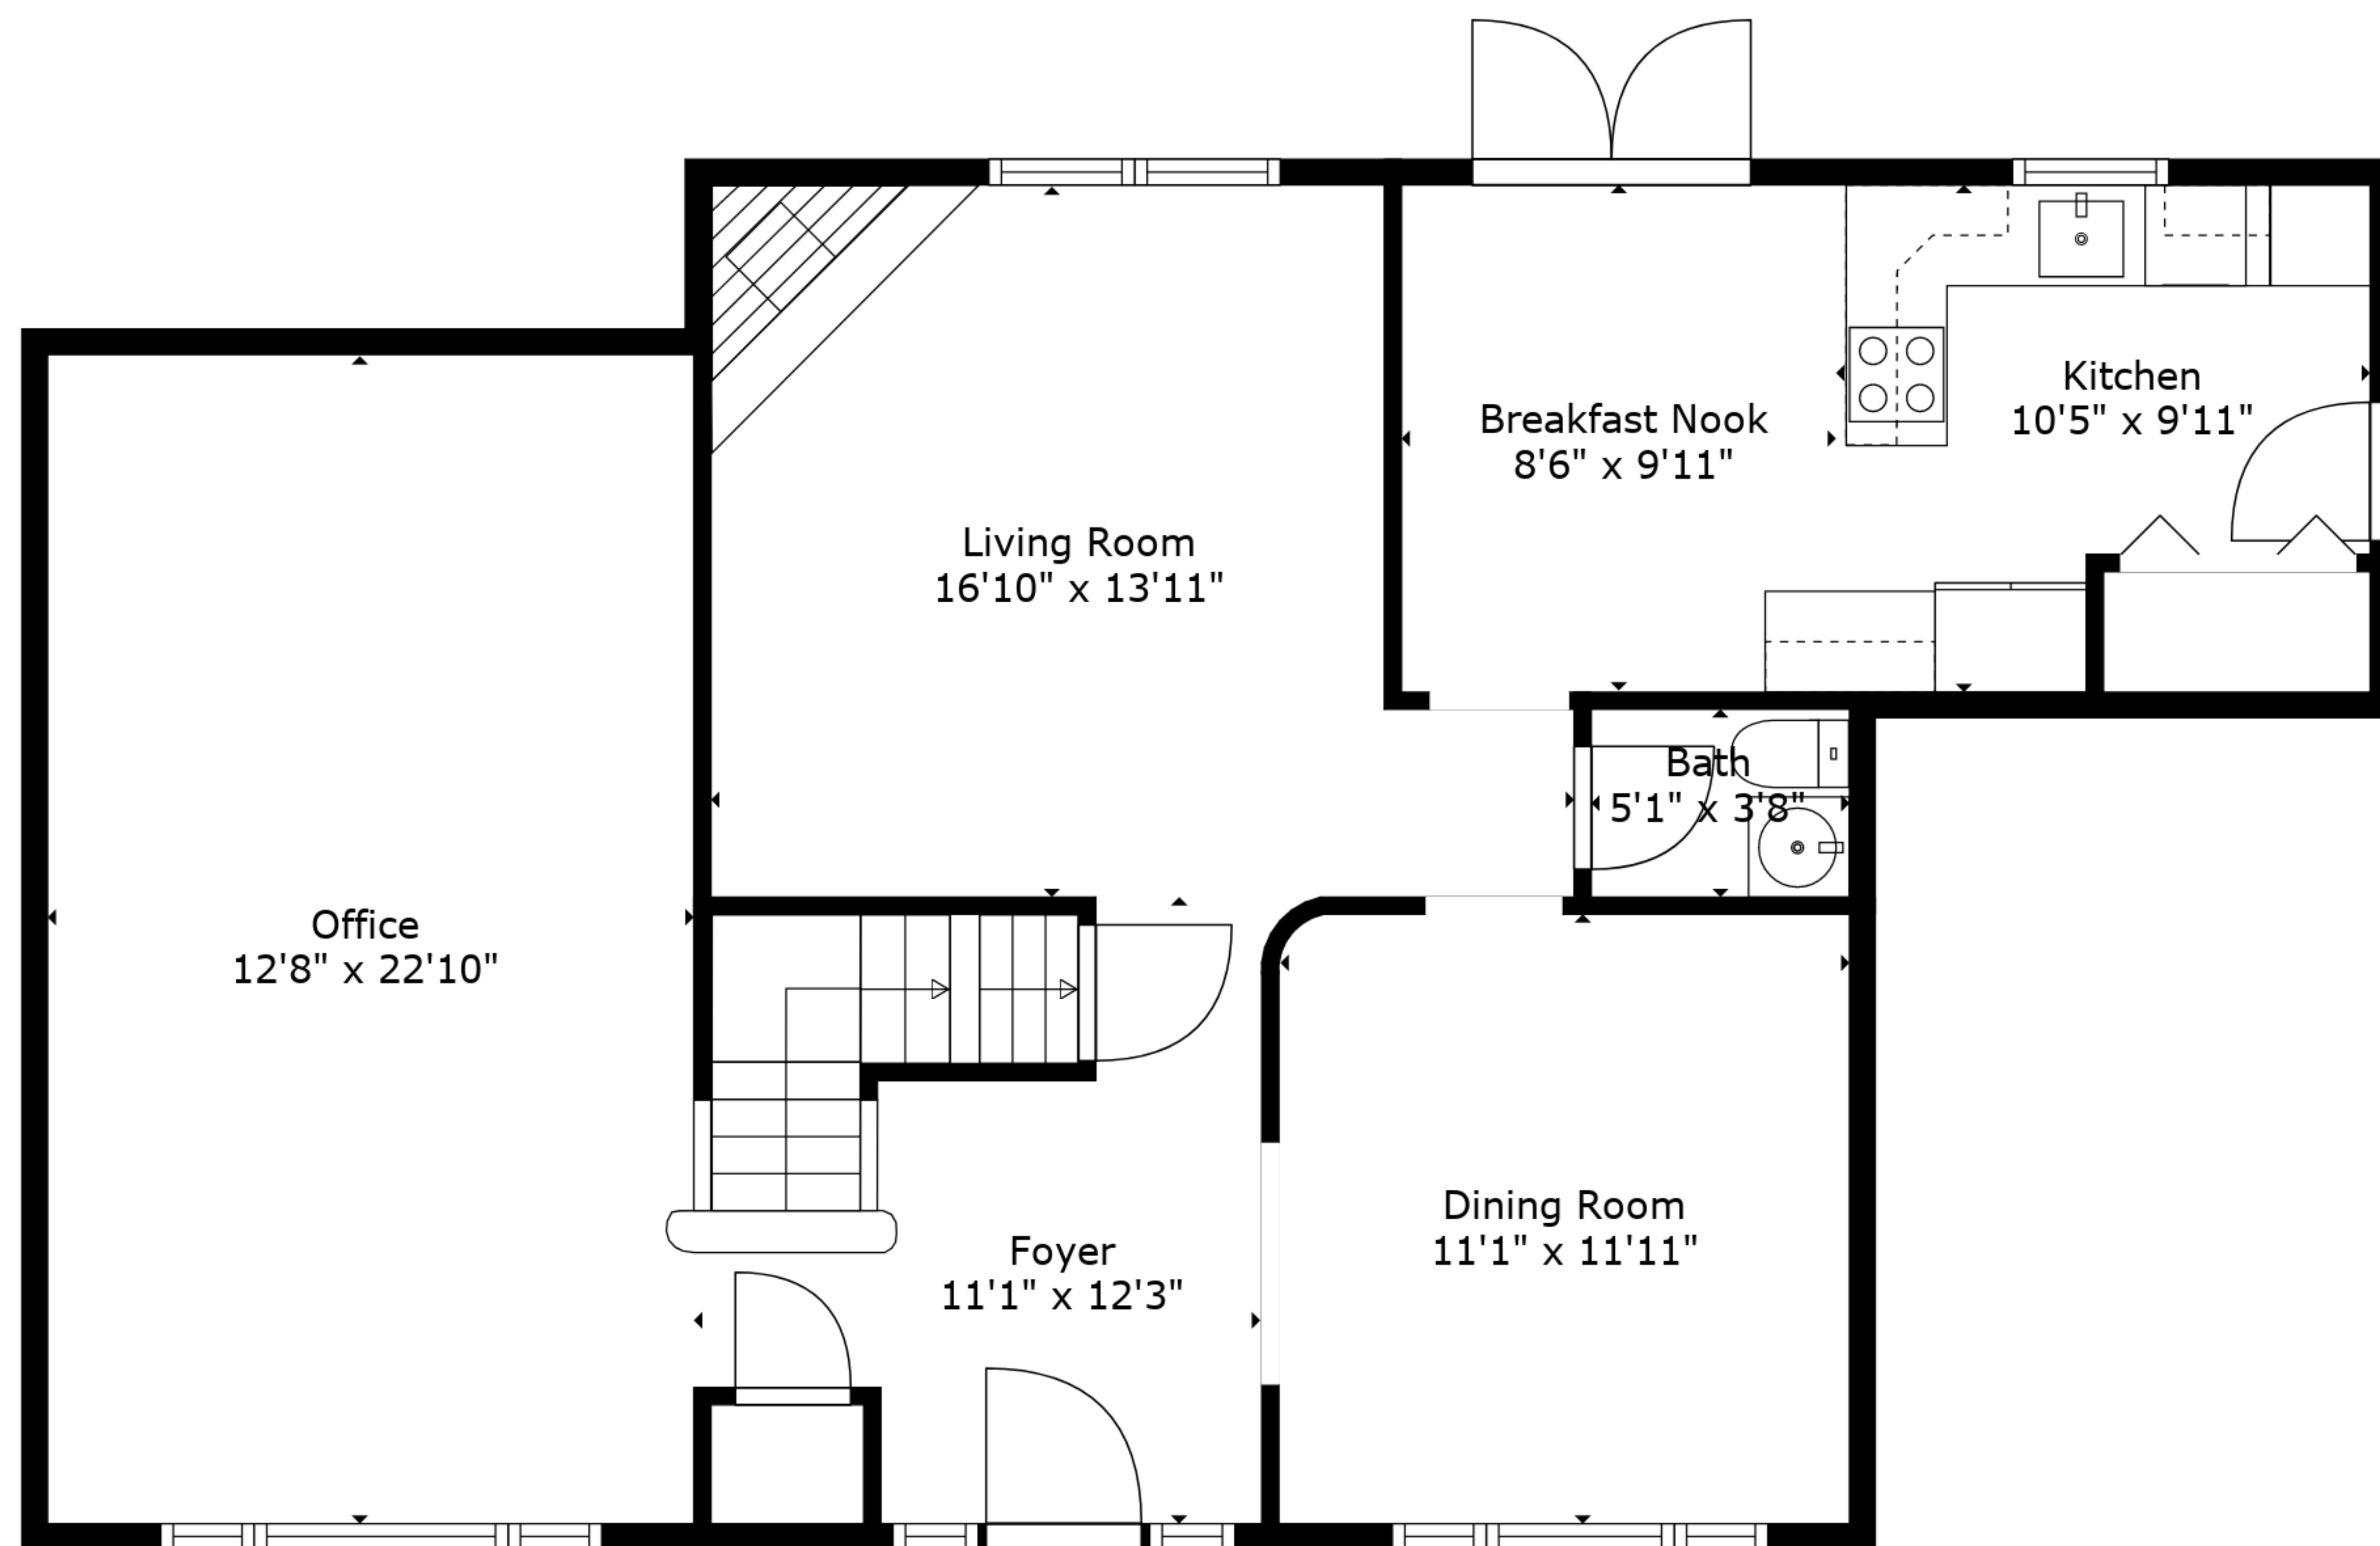 Kitchen
10'5" x 9'11"
Breakfast Nook
8'6" x 9'11"
Living Room
16'10" x 13'11"
Bath
5'1" x 3'8"
Office
12'8" x 22'10"
Dining Room
11'1" x 11'11"
Foyer
11'1" x 12'3"